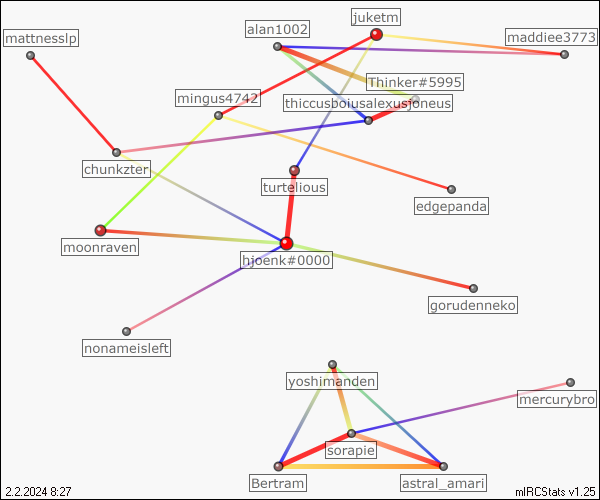 juketm
alan1002
mattnesslp
maddiee3773
Thinker#5995
mingus4742
thiccusboiusalexusjoneus
chunkzter
turtelious
edgepanda
moonraven
hjoenk#0000
gorudenneko
nonameisleft
yoshimanden
mercurybro
sorapie
Bertram
astral_amari
2.2.2024 8:27
mIRCStats v1.25